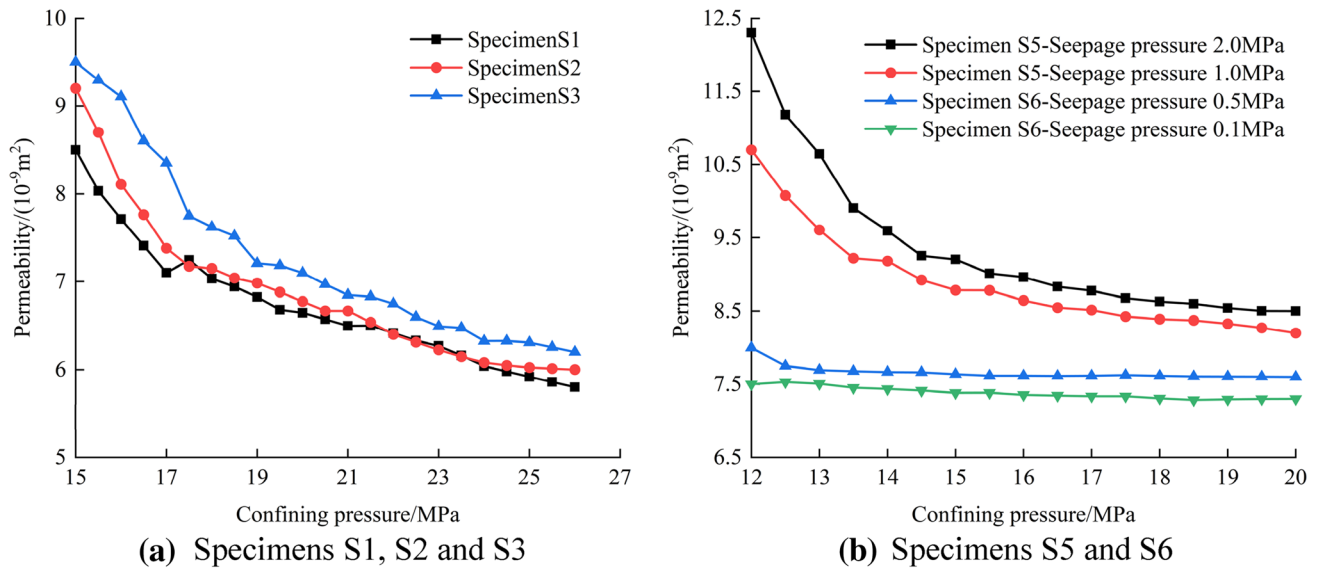 10
9
8
7
6
5
Permeability/(10⁻⁹m²)
15 17 19 21 23 25 27
Confining pressure/MPa
SpecimenS1
SpecimenS2
SpecimenS3
(a) Specimens S1, S2 and S3
12.5
11.5
10.5
9.5
8.5
7.5
6.5
Permeability/(10⁻⁹m²)
12 13 14 15 16 17 18 19 20
Confining pressure/MPa
Specimen S5-Seepage pressure 2.0MPa
Specimen S5-Seepage pressure 1.0MPa
Specimen S6-Seepage pressure 0.5MPa
Specimen S6-Seepage pressure 0.1MPa
(b) Specimens S5 and S6